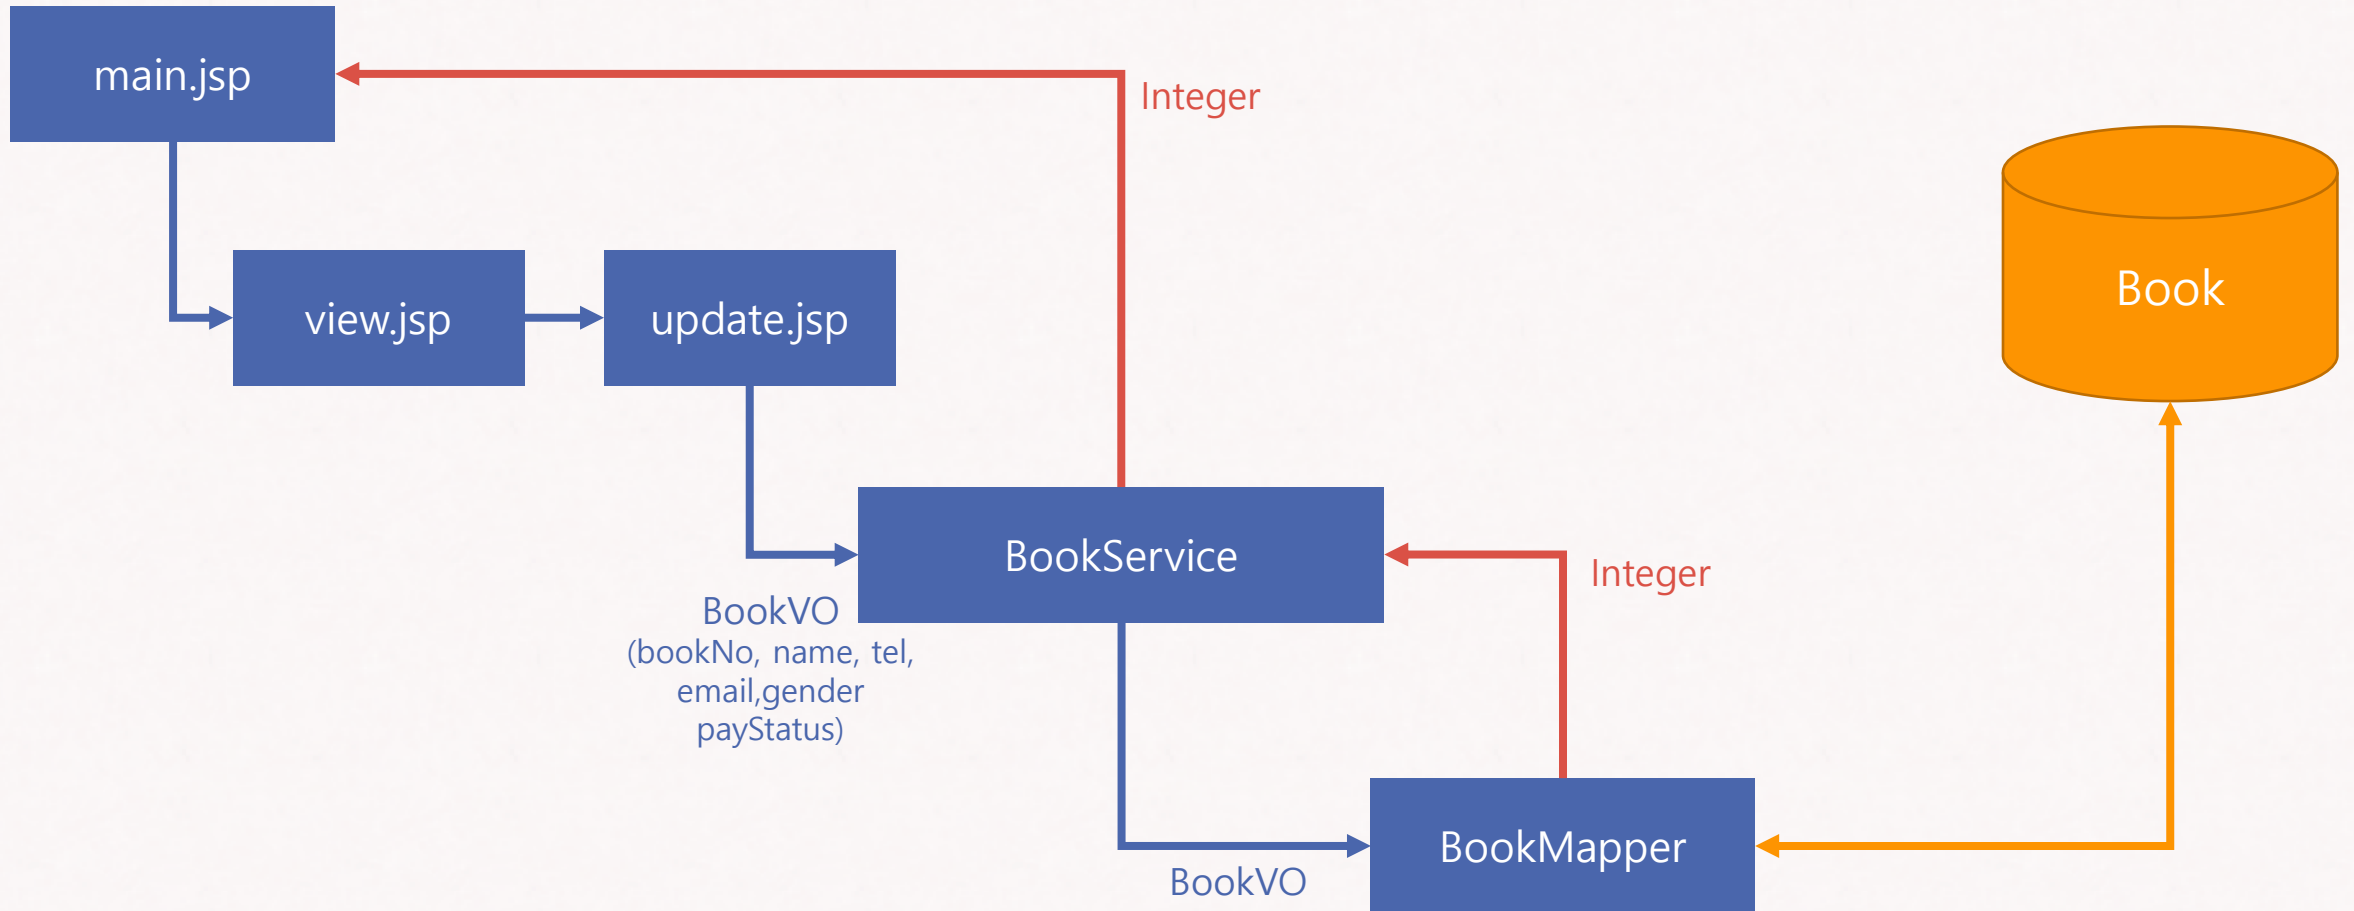 main.jsp
Integer
Book
view.jsp
update.jsp
BookService
Integer
BookVO
(bookNo, name, tel,
email,gender
payStatus)
BookMapper
BookVO